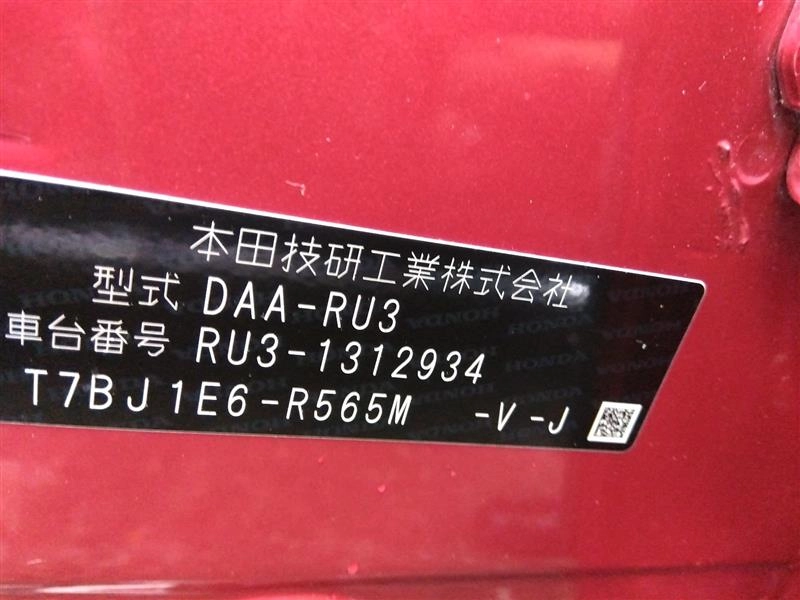 本田技研工業株式会社
型式 DAA-RU3
車台番号 RU3-1312934
T7BJ1E6-R565M -V -J